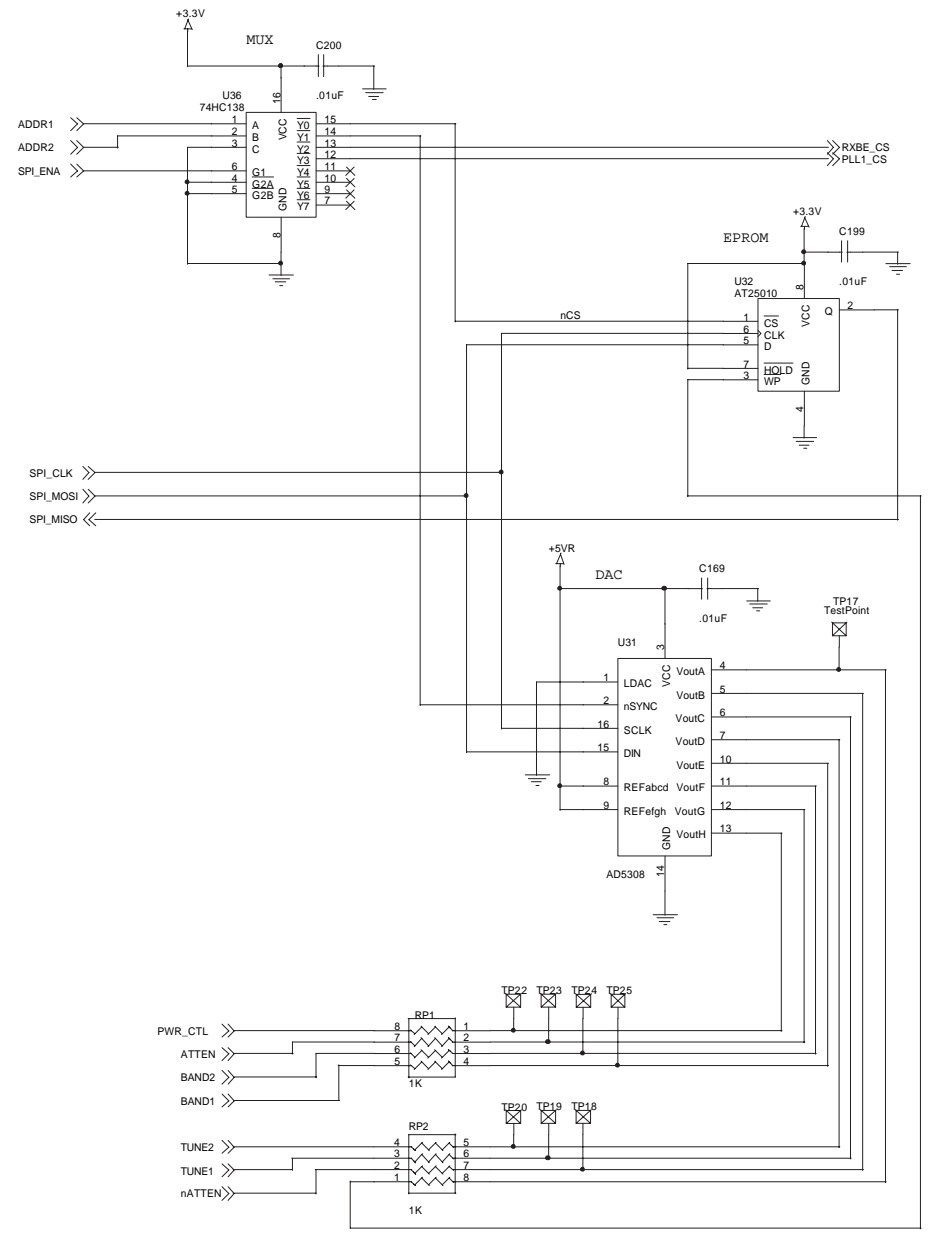 +3.3V
MUX
C200
.01uF
U36
74HC138
16
VCC
ADDR1
ADDR2
SPI_ENA
1 A
2 B
3 C
6 G1
4 G2A
5 G2B
GND
8
Y0 15
Y1 14
Y2 13
Y3 12
Y4 11
Y5 10
Y6 9
Y7 7
RXBE_CS
PLL1_CS
+3.3V
C199
EPROM
.01uF
U32
AT25010
8
VCC
nCS
1 CS
6 CLK
5 D
7 HOLD
3 WP
Q 2
GND
4
SPI_CLK
SPI_MOSI
SPI_MISO
+5VR
DAC
C169
.01uF
TP17
TestPoint
U31
3
VCC
1 LDAC
2 nSYNC
16 SCLK
15 DIN
8 REFabcd
9 REFefgh
VoutA 4
VoutB 5
VoutC 6
VoutD 7
VoutE 10
VoutF 11
VoutG 12
VoutH 13
GND
14
AD5308
TP22 TP23 TP24 TP25
RP1
PWR_CTL 8 1
ATTEN 7 2
BAND2 6 3
BAND1 5 4
1K
TP20 TP19 TP18
RP2
TUNE2 4 5
TUNE1 3 6
nATTEN 2 7
1 8
1K